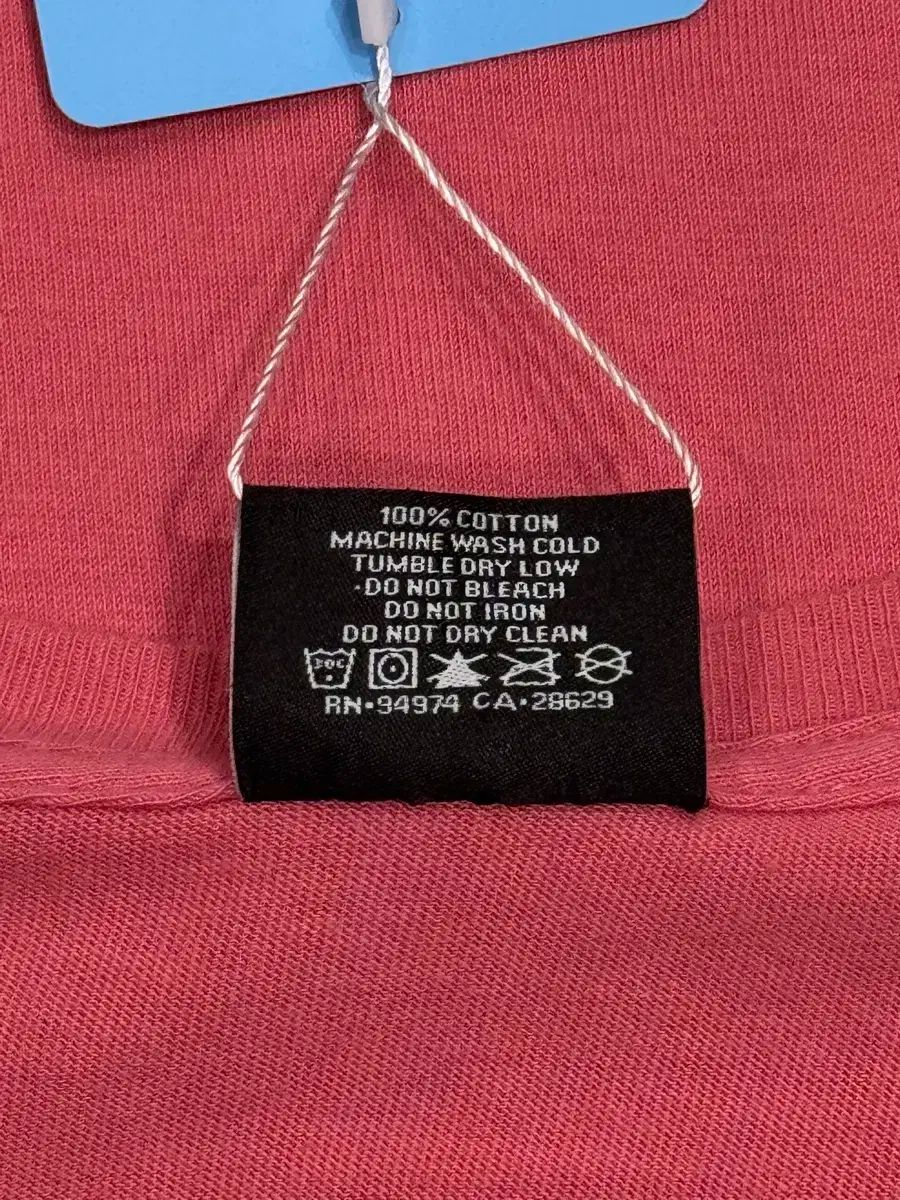 100% COTTON
MACHINE WASH COLD
TUMBLE DRY LOW
·DO NOT BLEACH
DO NOT IRON
DO NOT DRY CLEAN
30C
RN·94974 CA·28629